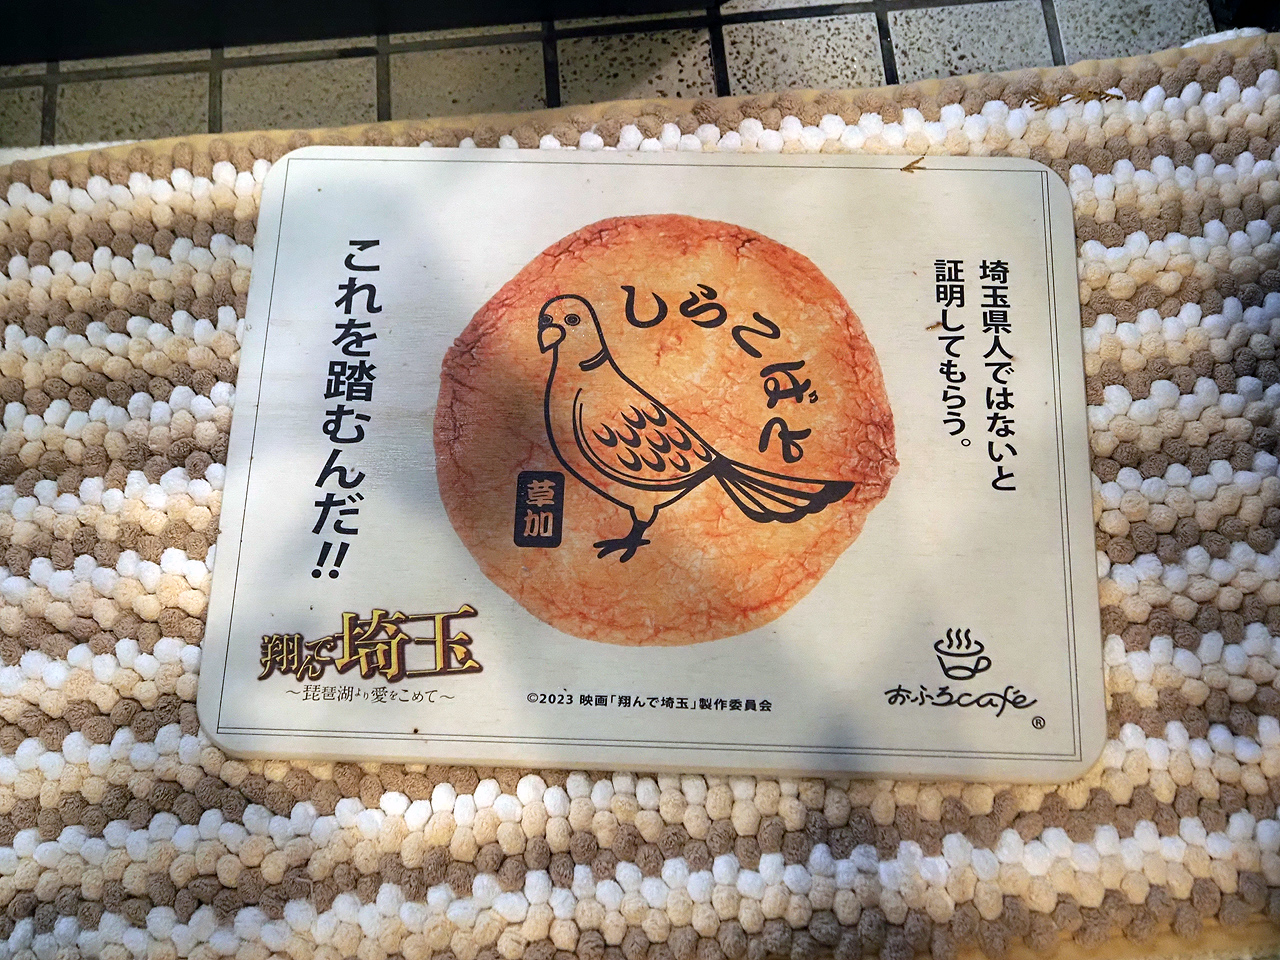 埼玉県人ではないと
証明してもらう。
しらこばと
草加
これを踏むんだ!!
翔んで埼玉
〜琵琶湖より愛をこめて〜
©2023 映画「翔んで埼玉」製作委員会
おふろcafé
®